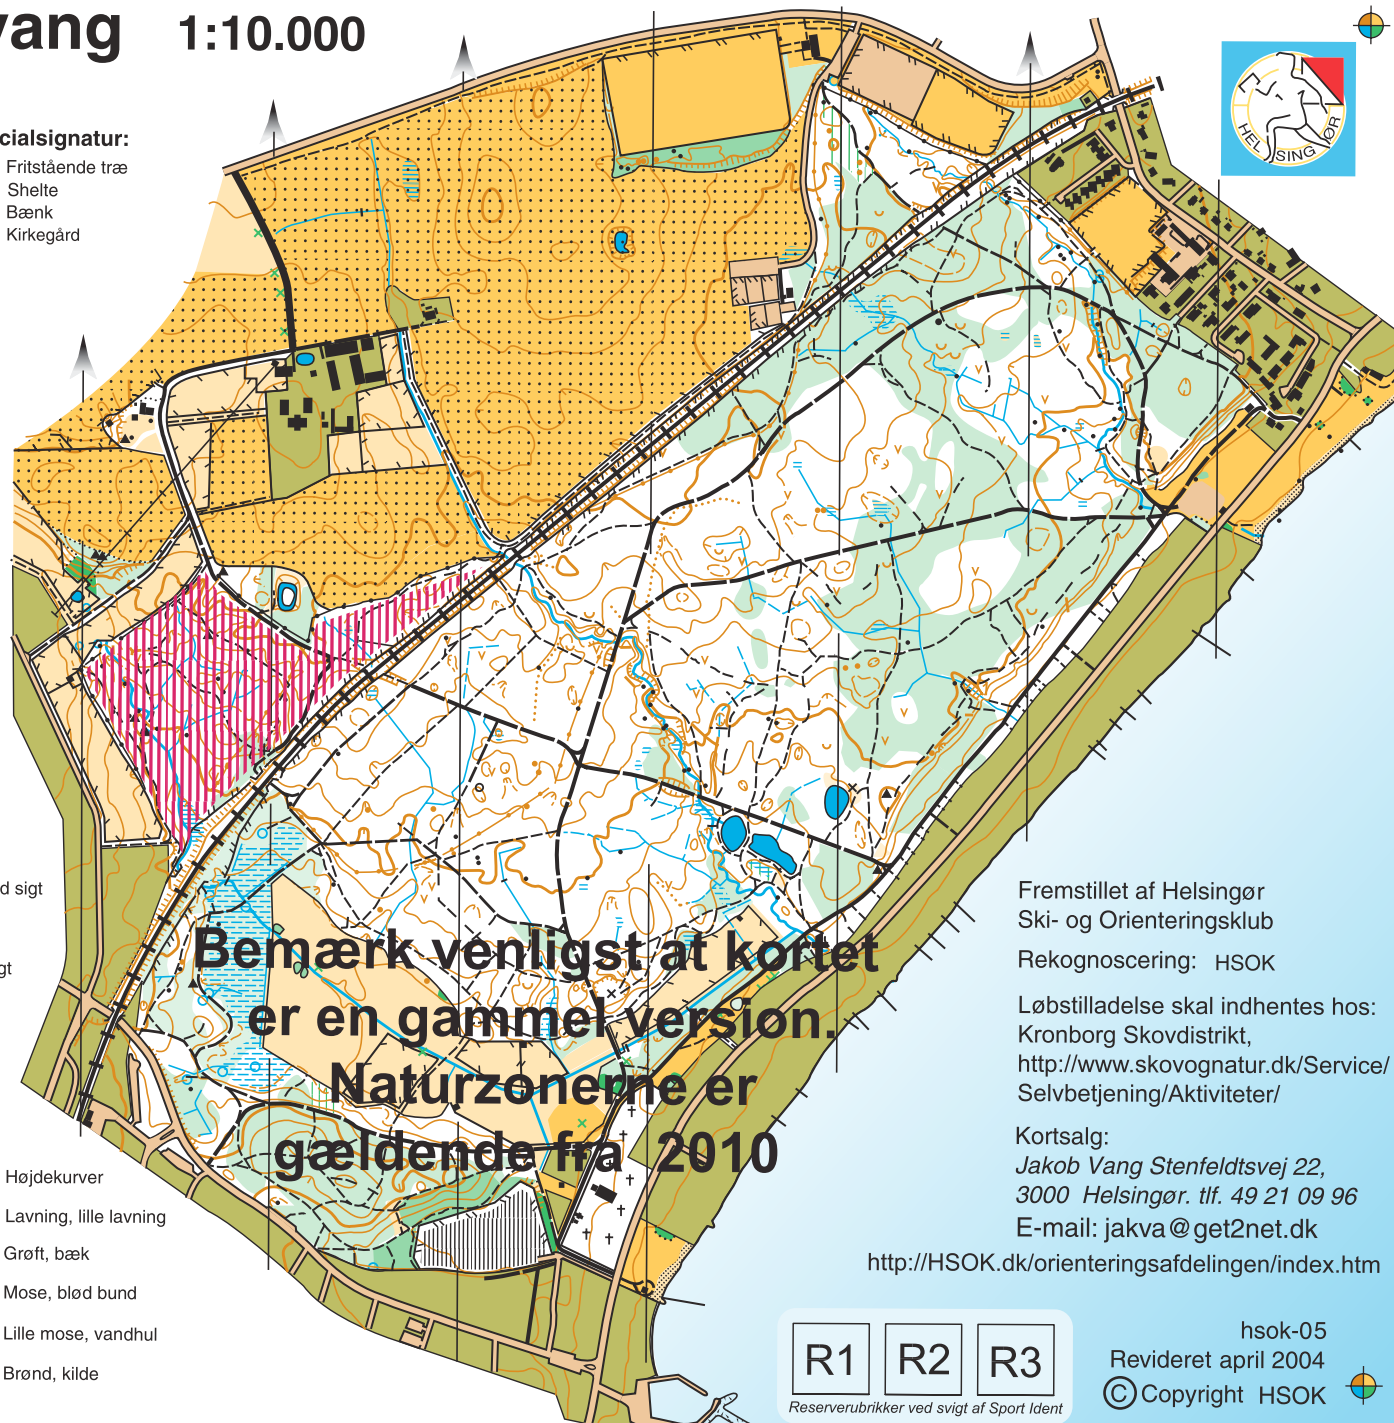 vang 1:10.000
cialsignatur:
Fritstående træ
Shelte
Bænk
Kirkegård
HELSINGØR
d sigt
gt
Bemærk venligst at kortet
er en gammel version.
Naturzonerne er
gældende fra 2010
Højdekurver
Lavning, lille lavning
Grøft, bæk
Mose, blød bund
Lille mose, vandhul
Brønd, kilde
Fremstillet af Helsingør
Ski- og Orienteringsklub
Rekognoscering: HSOK
Løbstilladelse skal indhentes hos:
Kronborg Skovdistrikt,
http://www.skovognatur.dk/Service/
Selvbetjening/Aktiviteter/
Kortsalg:
Jakob Vang Stenfeldtsvej 22,
3000 Helsingør. tlf. 49 21 09 96
E-mail: jakva@get2net.dk
http://HSOK.dk/orienteringsafdelingen/index.htm
R1 R2 R3
Reserverubrikker ved svigt af Sport Ident
hsok-05
Revideret april 2004
© Copyright HSOK